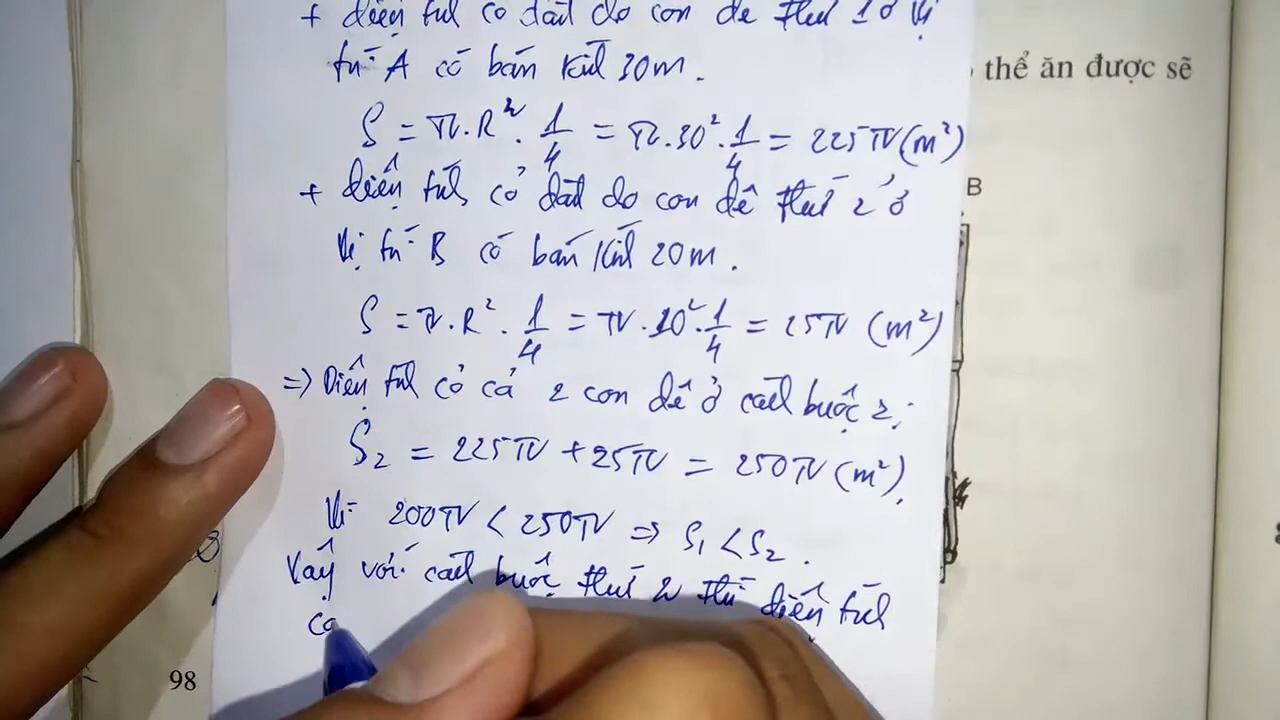 + diện tích cỏ dành do con dê thứ 1 ở vị
trí A có bán kính 30m.
thể ăn được sẽ
S = π.R². 1/4 = π.30². 1/4 = 225π (m²)
+ diện tích cỏ dành do con dê thứ 2 ở
B
vị trí B có bán kính 20m.
S = π.R². 1/4 = π.10². 1/4 = 25π (m²)
=> Diện tích cỏ cả 2 con dê ở cách buộc 2:
S₂ = 225π + 25π = 250π (m²).
Vì 200π < 250π => S₁ < S₂.
Vậy với cách buộc thứ 2 thì diện tích
98